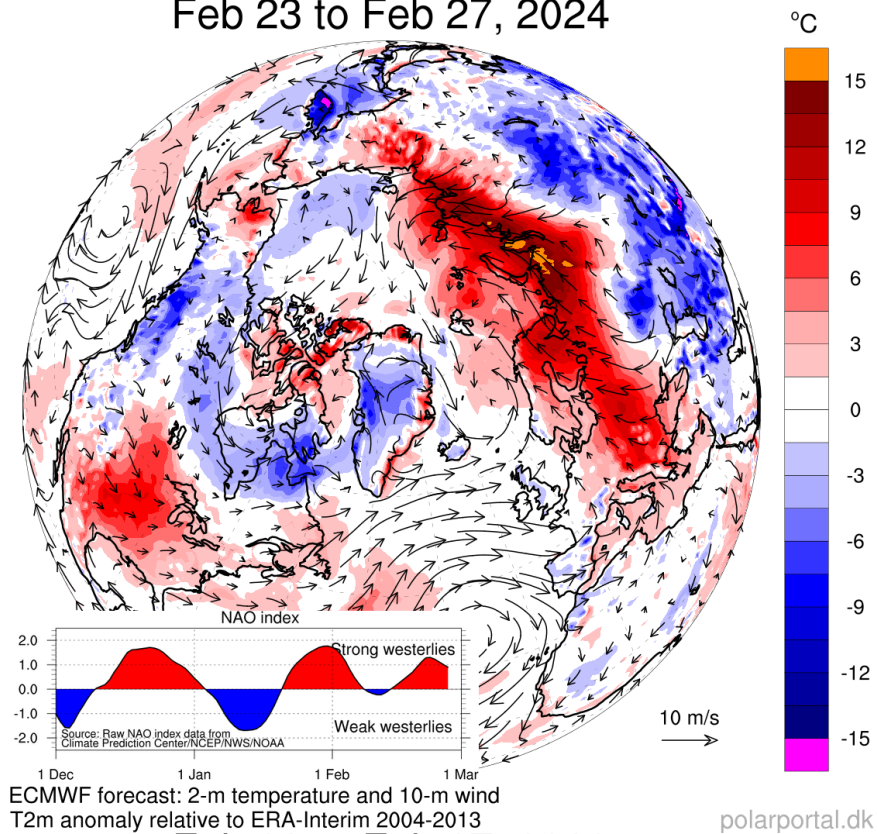 Feb 23 to Feb 27, 2024
°C
15
12
9
6
3
0
-3
-6
-9
-12
-15
NAO index
2.0
1.0
0.0
-1.0
-2.0
Strong westerlies
Weak westerlies
Source: Raw NAO index data from
Climate Prediction Center/NCEP/NWS/NOAA
1 Dec
1 Jan
1 Feb
1 Mar
10 m/s
ECMWF forecast: 2-m temperature and 10-m wind
T2m anomaly relative to ERA-Interim 2004-2013
polarportal.dk